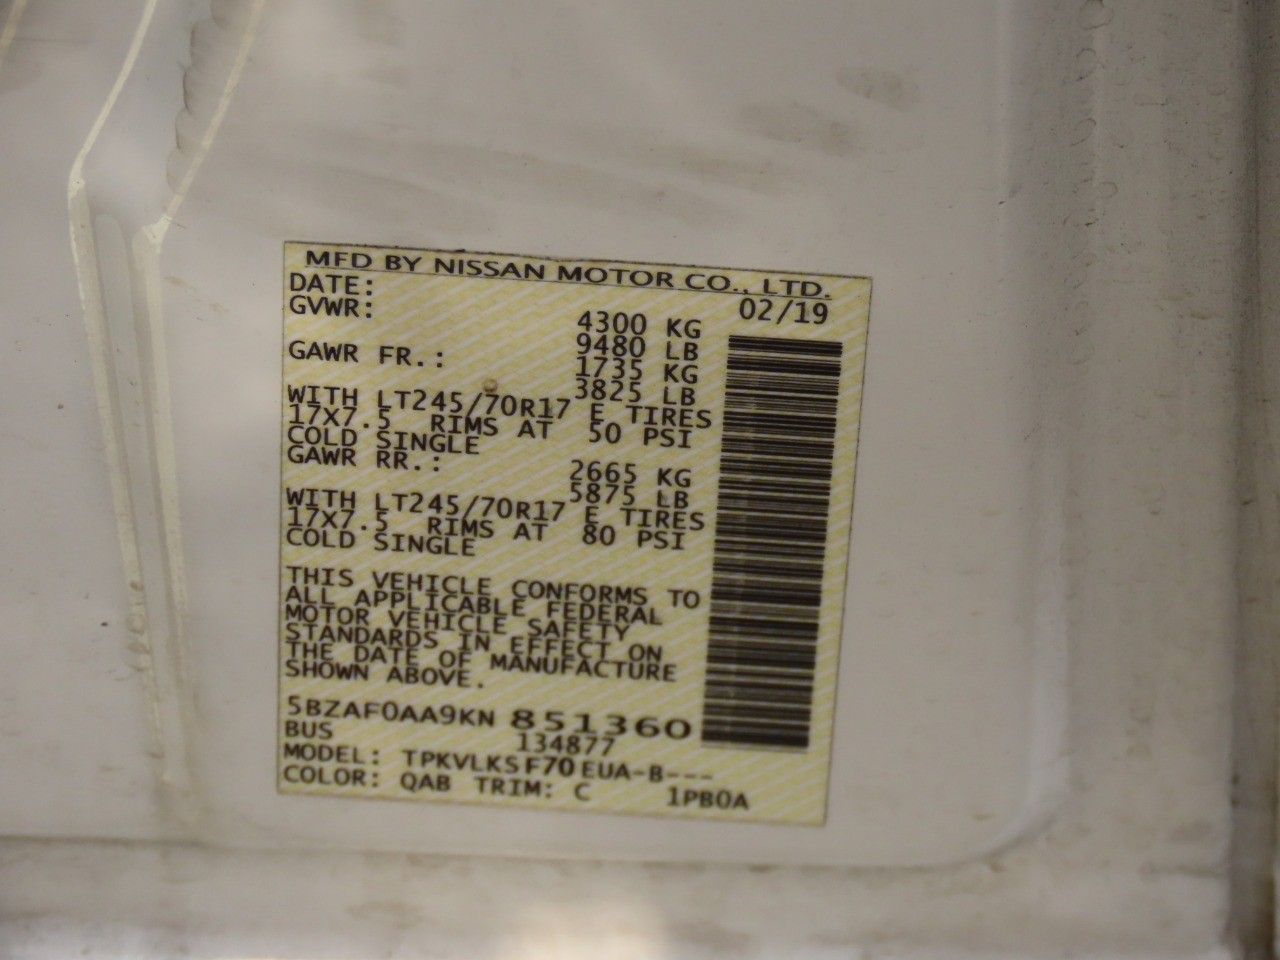 MFD BY NISSAN MOTOR CO., LTD.
DATE: 02/19
GVWR: 4300 KG
9480 LB
GAWR FR.: 1735 KG
3825 LB
WITH LT245/70R17 E TIRES
17X7.5 RIMS AT 50 PSI
COLD SINGLE
GAWR RR.: 2665 KG
5875 LB
WITH LT245/70R17 E TIRES
17X7.5 RIMS AT 80 PSI
COLD SINGLE
THIS VEHICLE CONFORMS TO
ALL APPLICABLE FEDERAL
MOTOR VEHICLE SAFETY
STANDARDS IN EFFECT ON
THE DATE OF MANUFACTURE
SHOWN ABOVE.
5BZAF0AA9KN 851360
BUS 134877
MODEL: TPKVLKSF70EUA-B---
COLOR: QAB TRIM: C 1PB0A